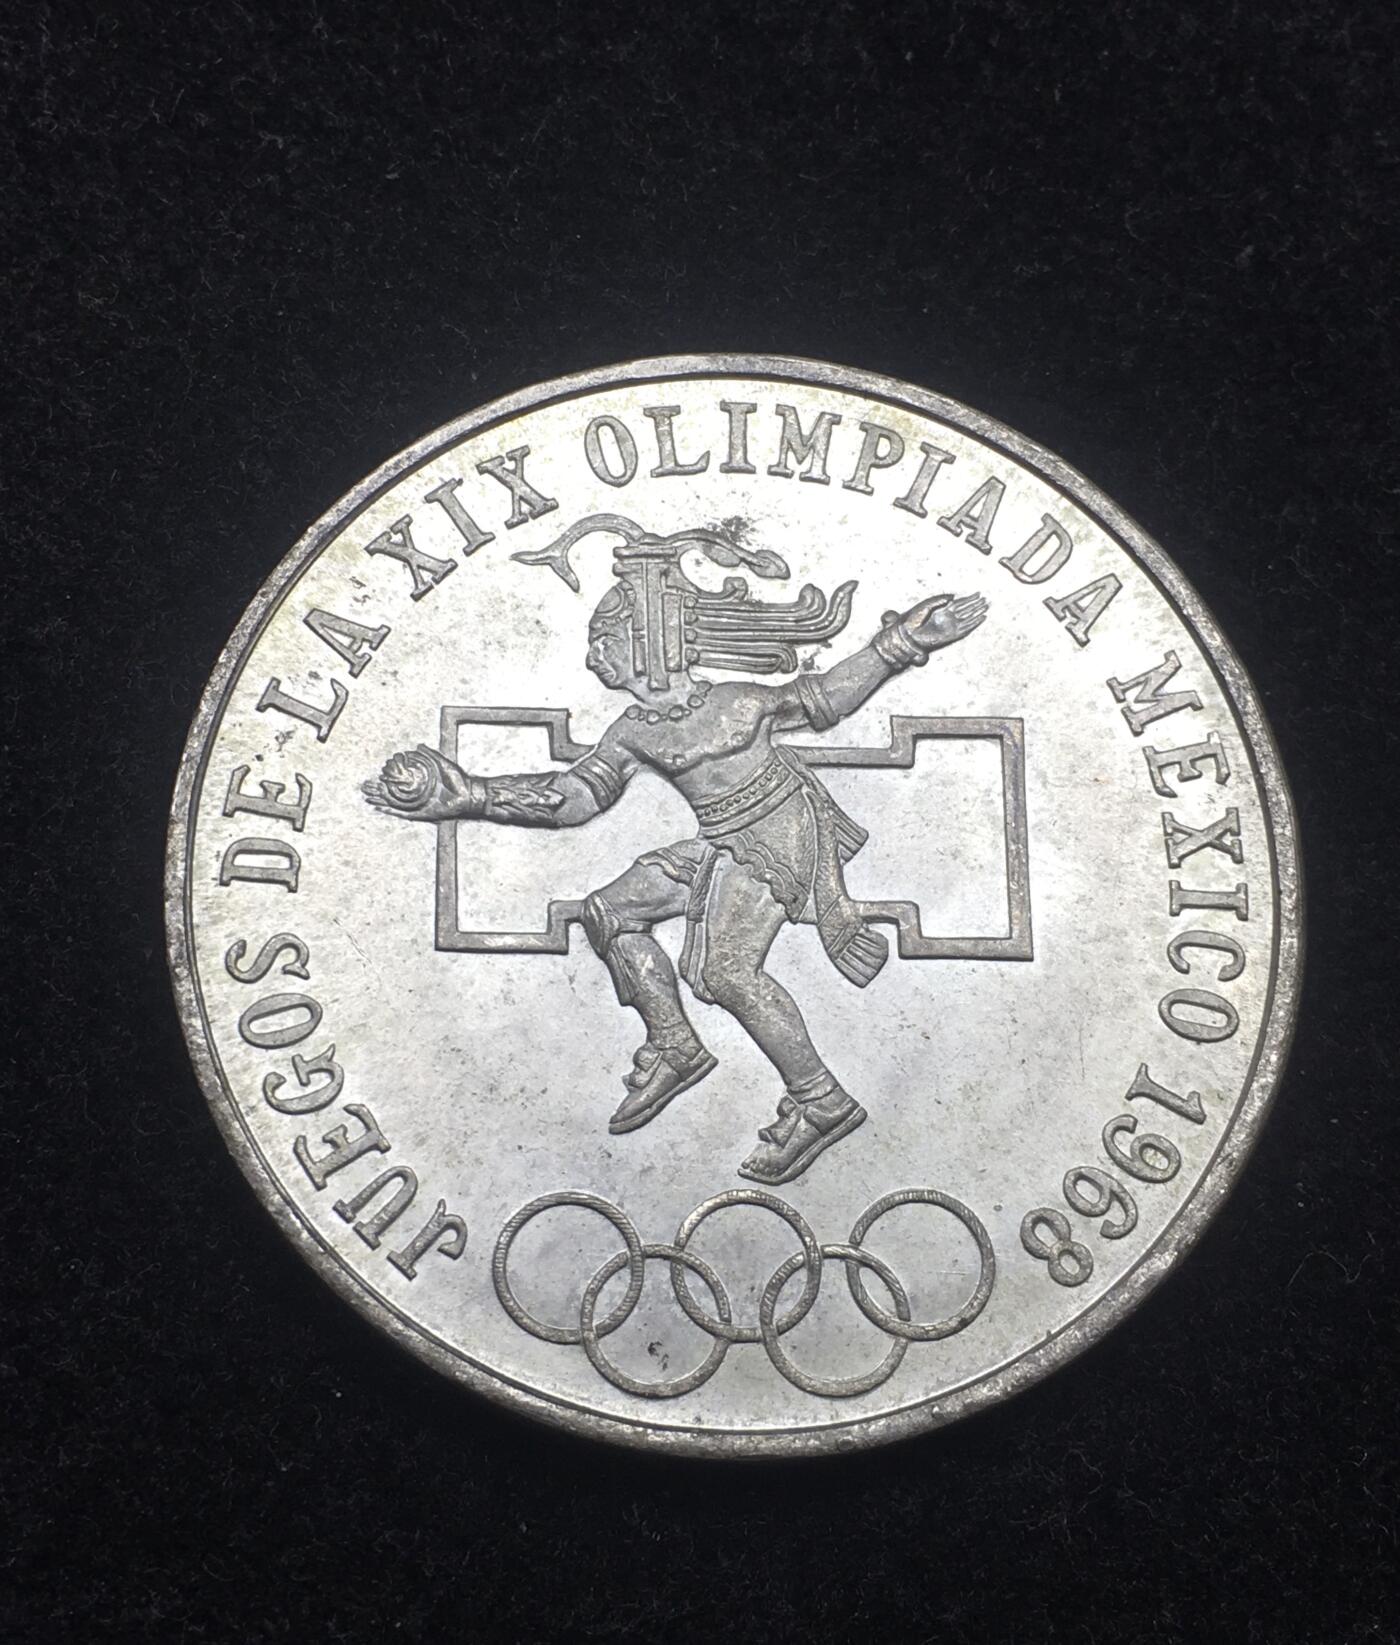 JUEGOS DE LA XIX OLIMPIADA MEXICO 1968